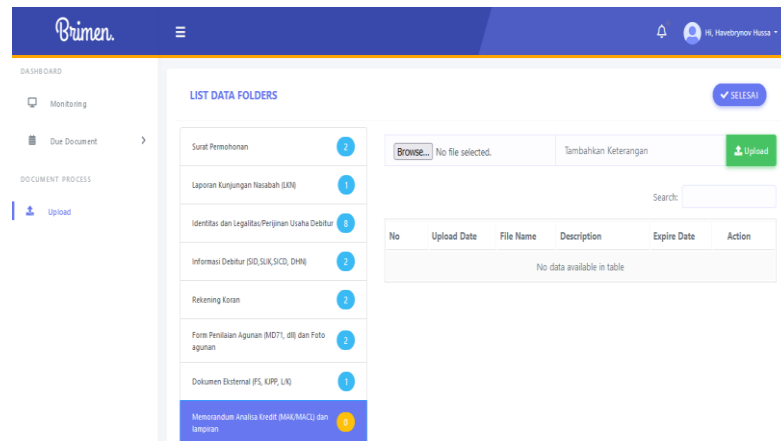 Brimen.
Hi, Havebrynov Hussa
DASHBOARD
Monitoring
Due Document
DOCUMENT PROCESS
Upload
LIST DATA FOLDERS
SELESAI
Surat Permohonan 2
Laporan Kunjungan Nasabah (LKN) 1
Identitas dan Legalitas/Perijinan Usaha Debitur 8
Informasi Debitur (SID,SLIK,SICD, DHN) 2
Rekening Koran 2
Form Penilaian Agunan (MD71, dll) dan Foto
agunan 2
Dokumen Eksternal (FS, KJPP, L/K) 1
Memorandum Analisa Kredit (MAK/MACL) dan
lampiran 0
Browse... No file selected. Tambahkan Keterangan Upload
Search:
No Upload Date File Name Description Expire Date Action
No data available in table